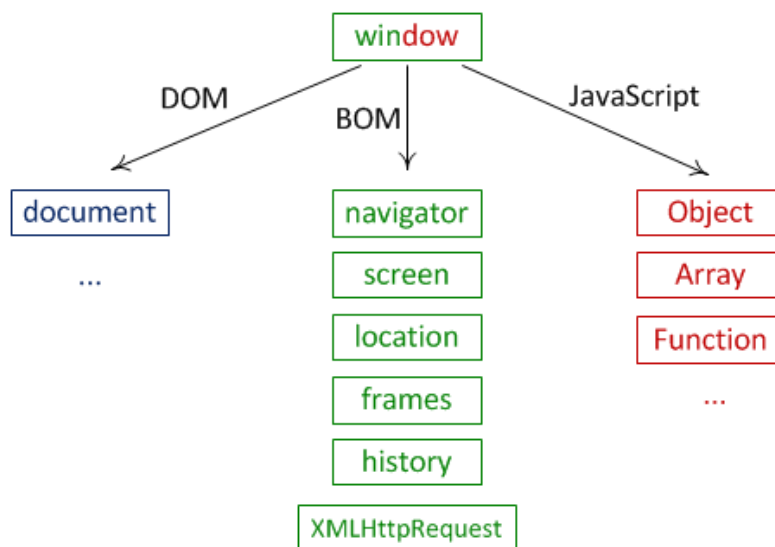 window
DOM
BOM
JavaScript
document
...
navigator
screen
location
frames
history
XMLHttpRequest
Object
Array
Function
...